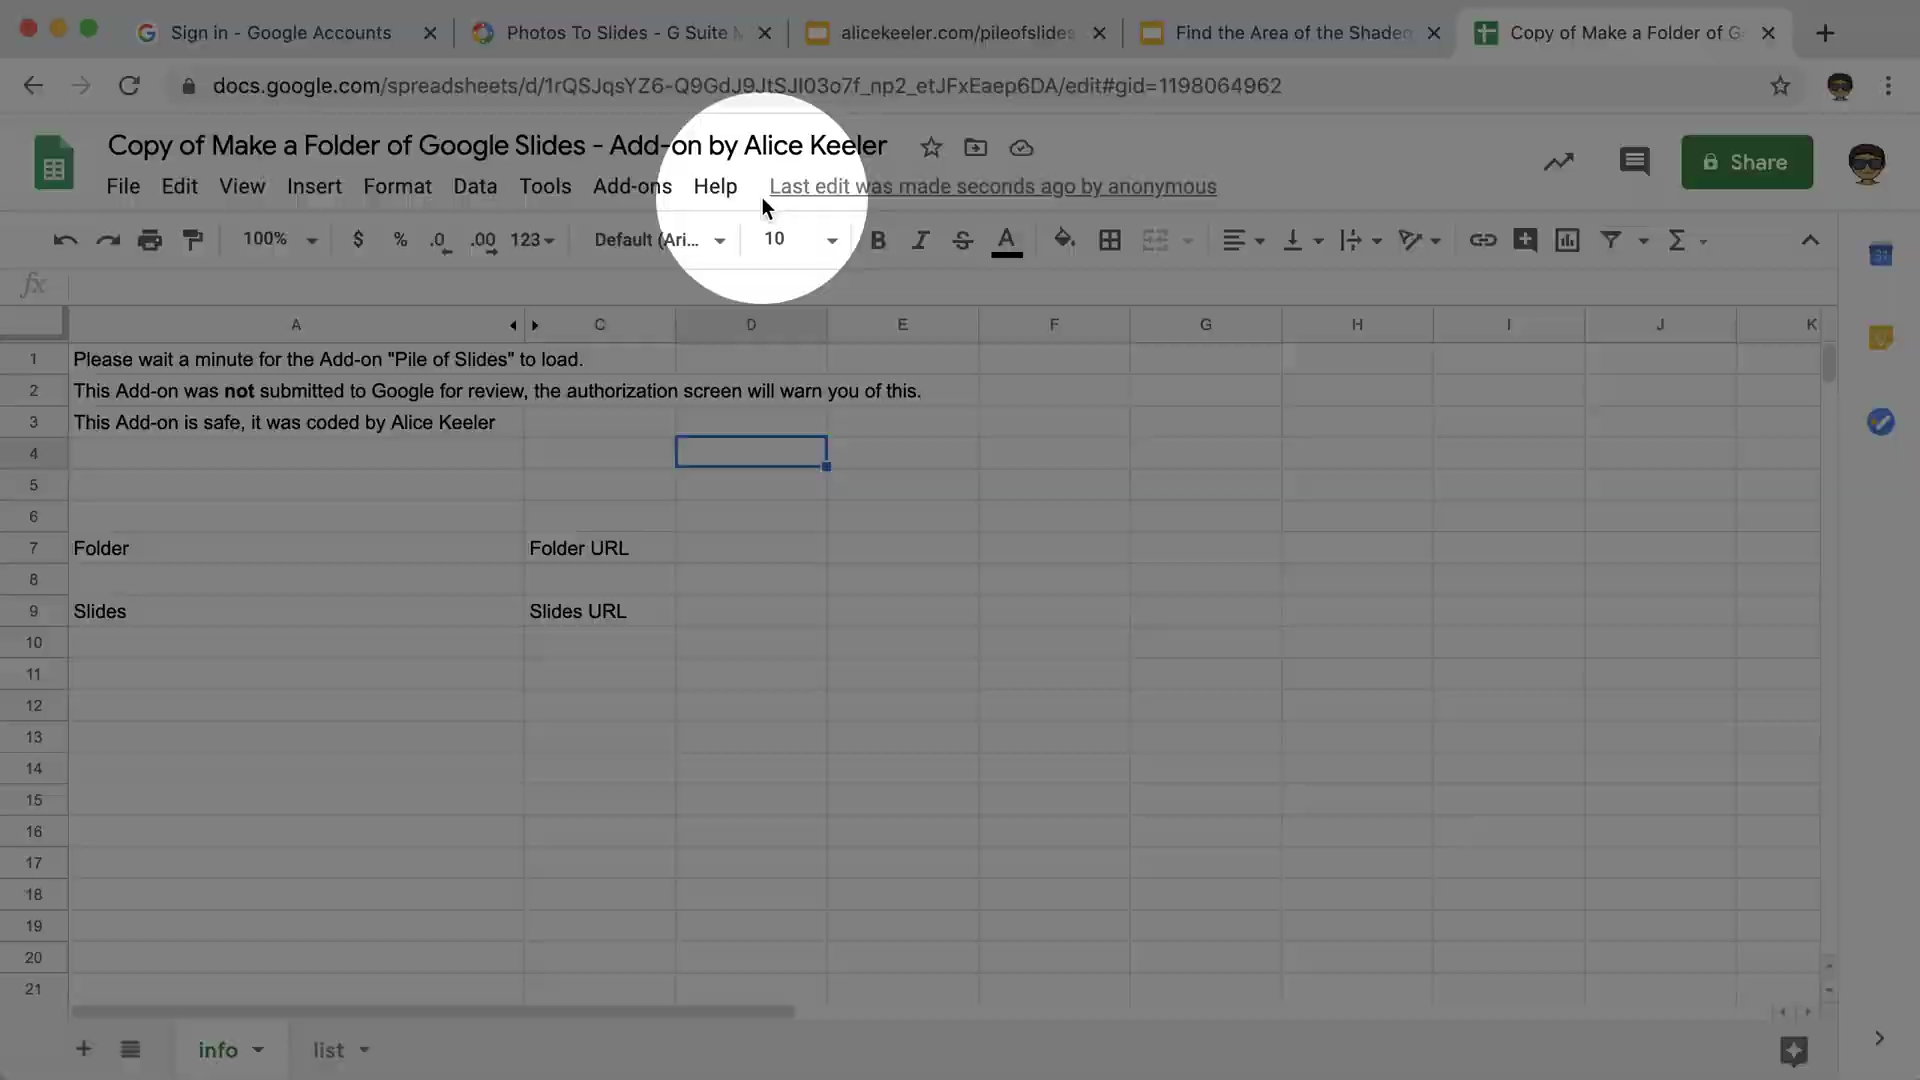 Sign in - Google Accounts
Photos To Slides - G Suite M
alicekeeler.com/pileofslides
Find the Area of the Shaded
Copy of Make a Folder of G
docs.google.com/spreadsheets/d/1rQSJqsYZ6-Q9GdJ9JtSJI03o7f_np2_etJFxEaep6DA/edit#gid=1198064962
Copy of Make a Folder of Google Slides - Add-on by Alice Keeler
File Edit View Insert Format Data Tools Add-ons Help Last edit was made seconds ago by anonymous
Share
100% $ % .0 .00 123 Default (Ari... 10 B I S A Σ
31
fx
A C D E F G H I J K
1 Please wait a minute for the Add-on "Pile of Slides" to load.
2 This Add-on was not submitted to Google for review, the authorization screen will warn you of this.
3 This Add-on is safe, it was coded by Alice Keeler
4
5
6
7 Folder Folder URL
8
9 Slides Slides URL
10
11
12
13
14
15
16
17
18
19
20
21
info list